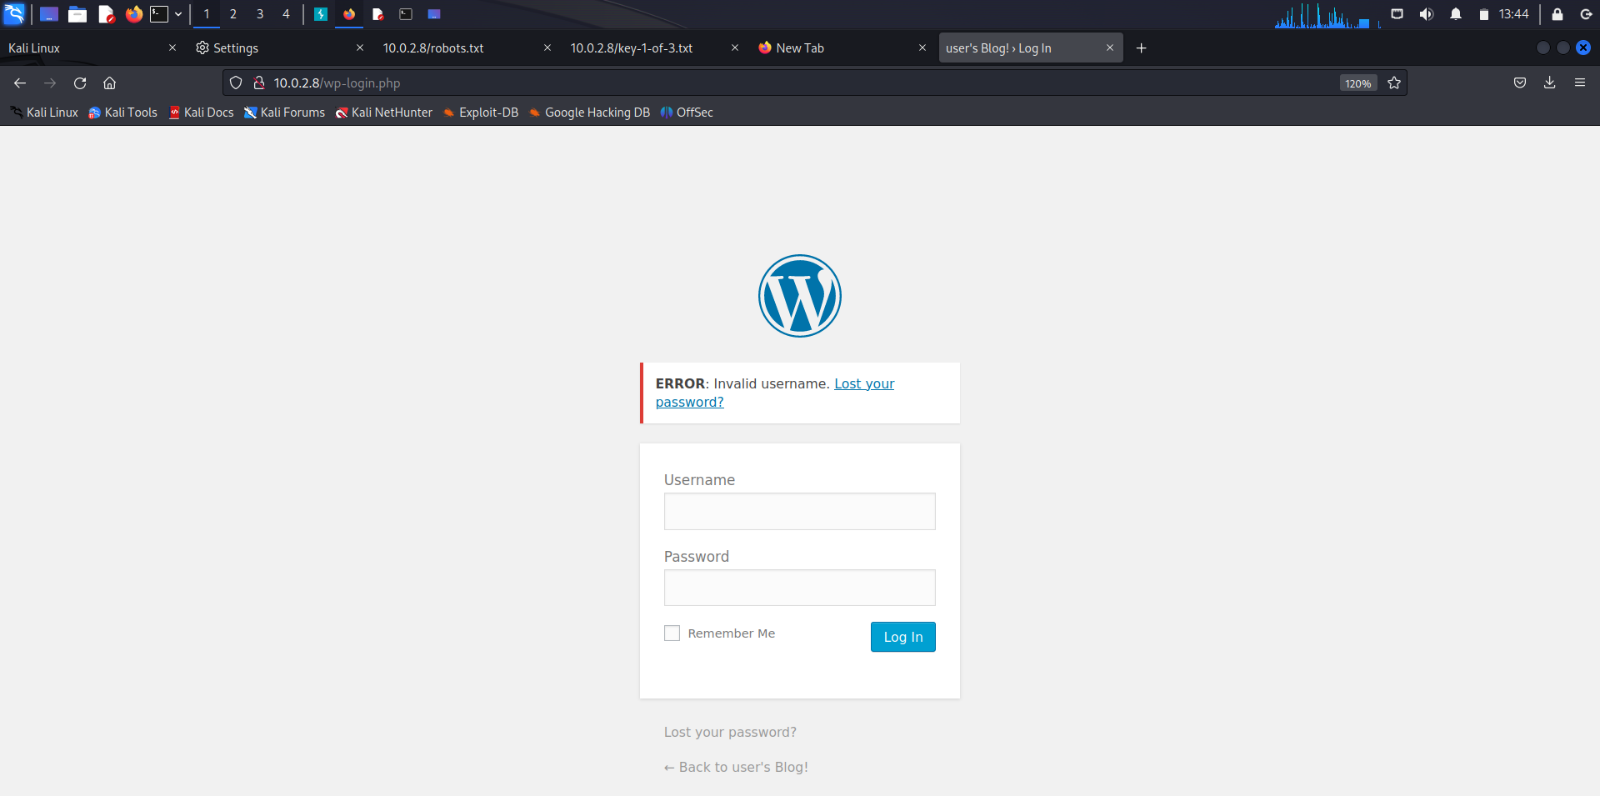 1 2 3 4 13:44
Kali Linux Settings 10.0.2.8/robots.txt 10.0.2.8/key-1-of-3.txt New Tab user's Blog! › Log In
10.0.2.8/wp-login.php 120%
Kali Linux Kali Tools Kali Docs Kali Forums Kali NetHunter Exploit-DB Google Hacking DB OffSec
ERROR: Invalid username. Lost your
password?
Username
Password
Remember Me Log In
Lost your password?
← Back to user's Blog!